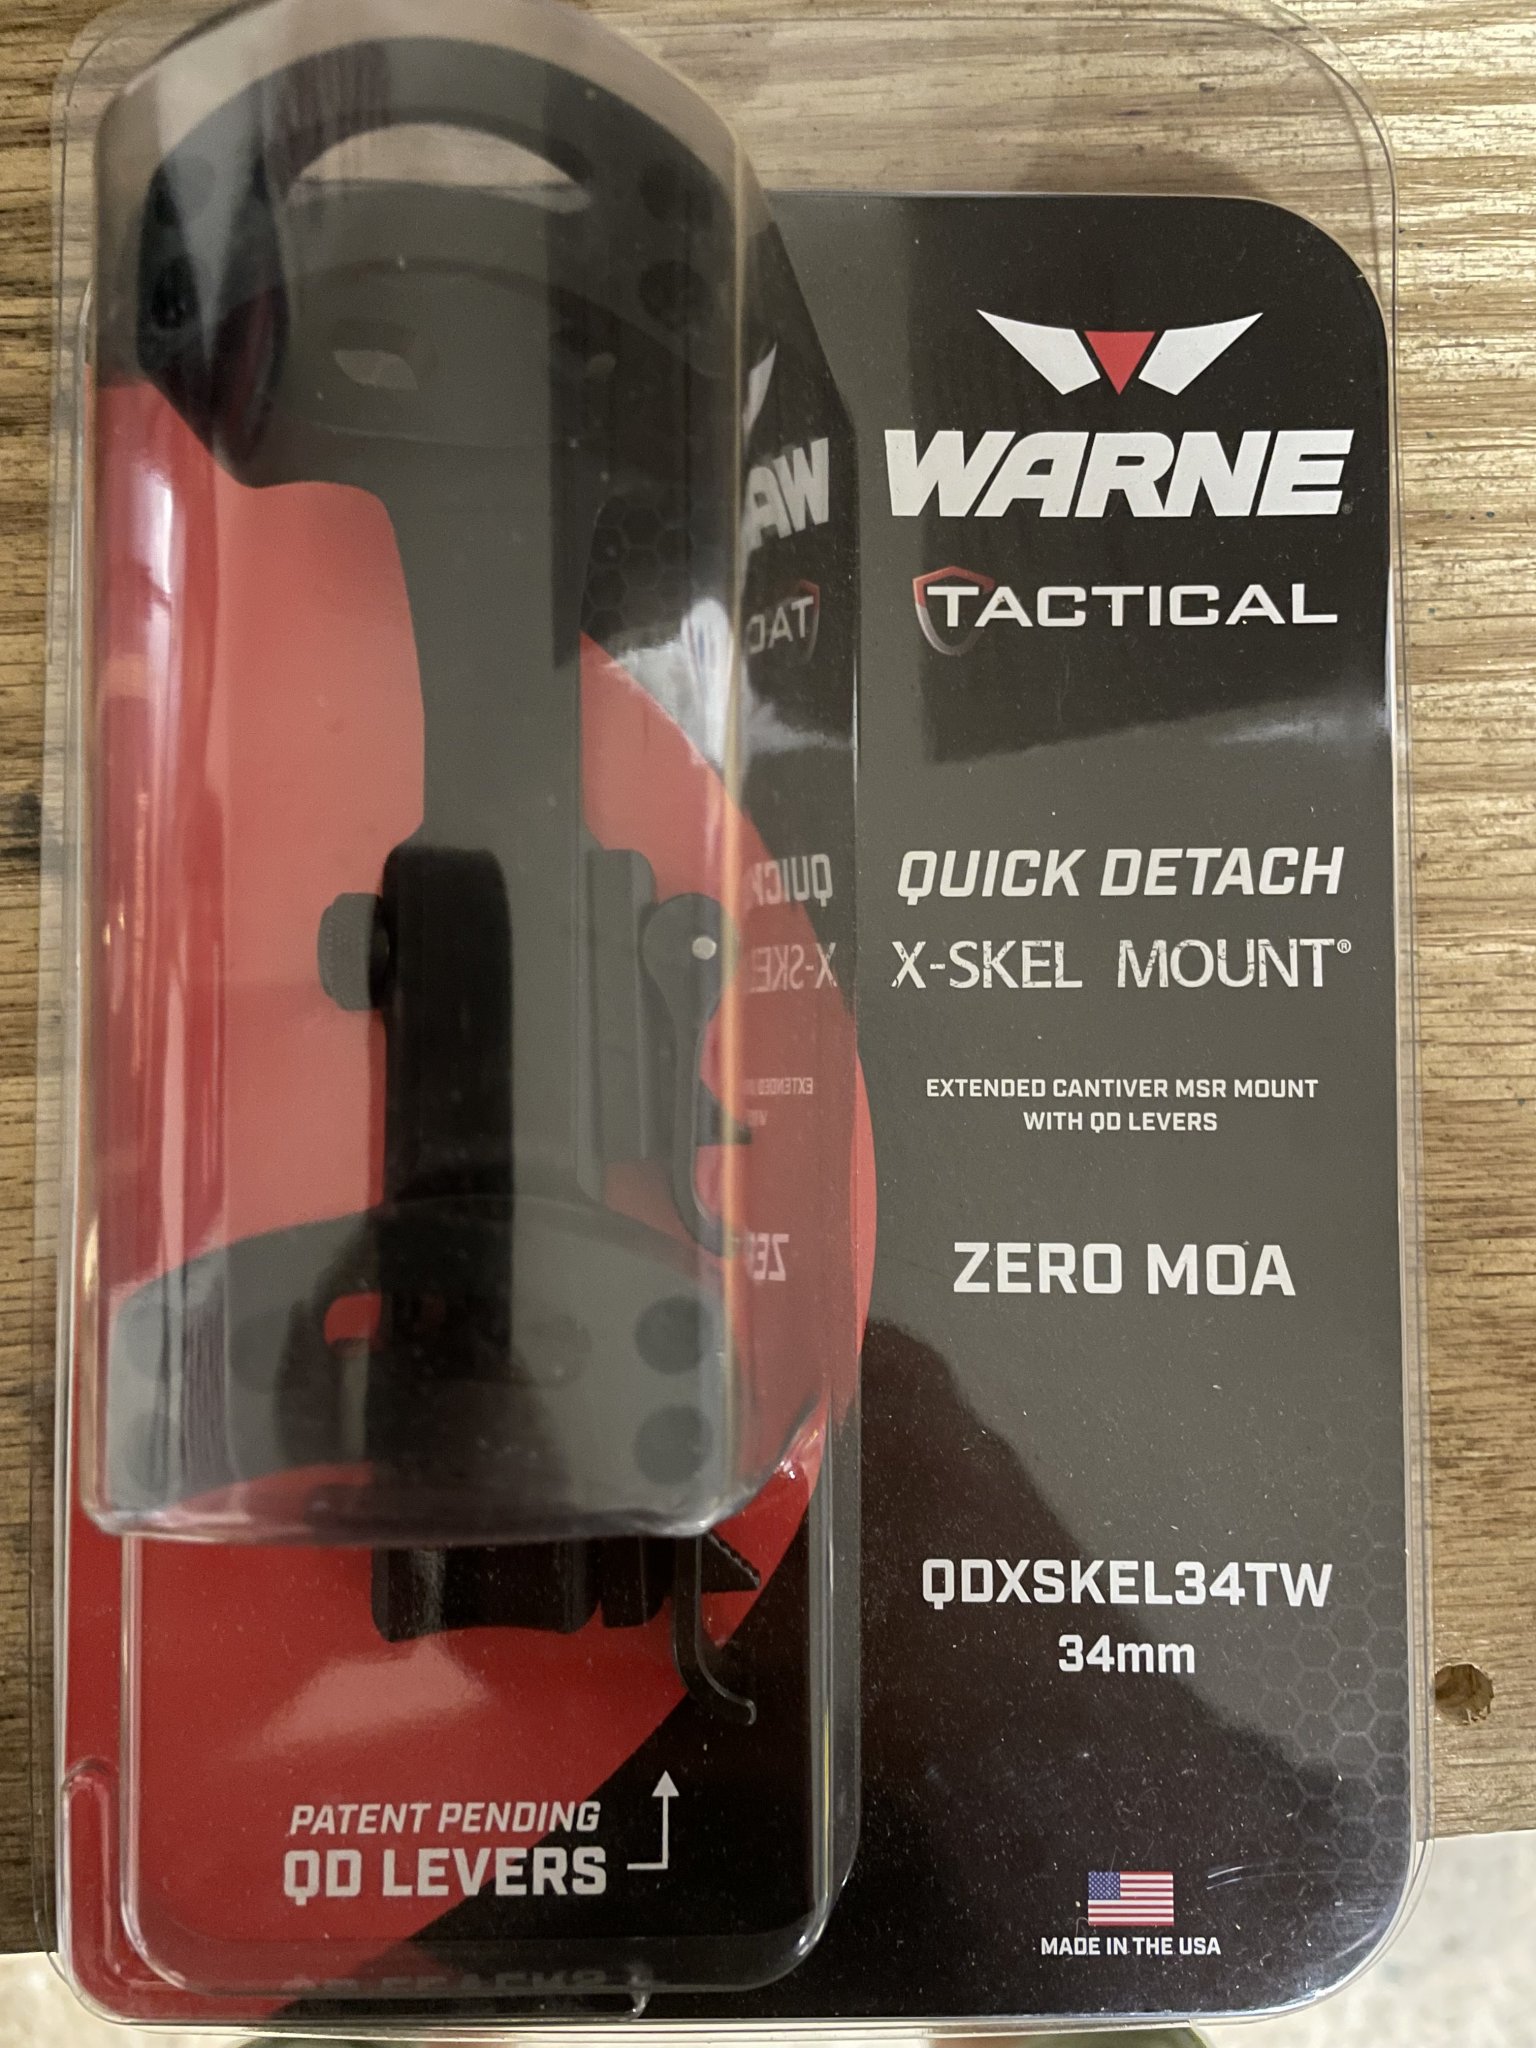 WARNE
TACTICAL
QUICK DETACH
X-SKEL MOUNT®
EXTENDED CANTIVER MSR MOUNT
WITH QD LEVERS
ZERO MOA
QDXSKEL34TW
34mm
PATENT PENDING
QD LEVERS
MADE IN THE USA